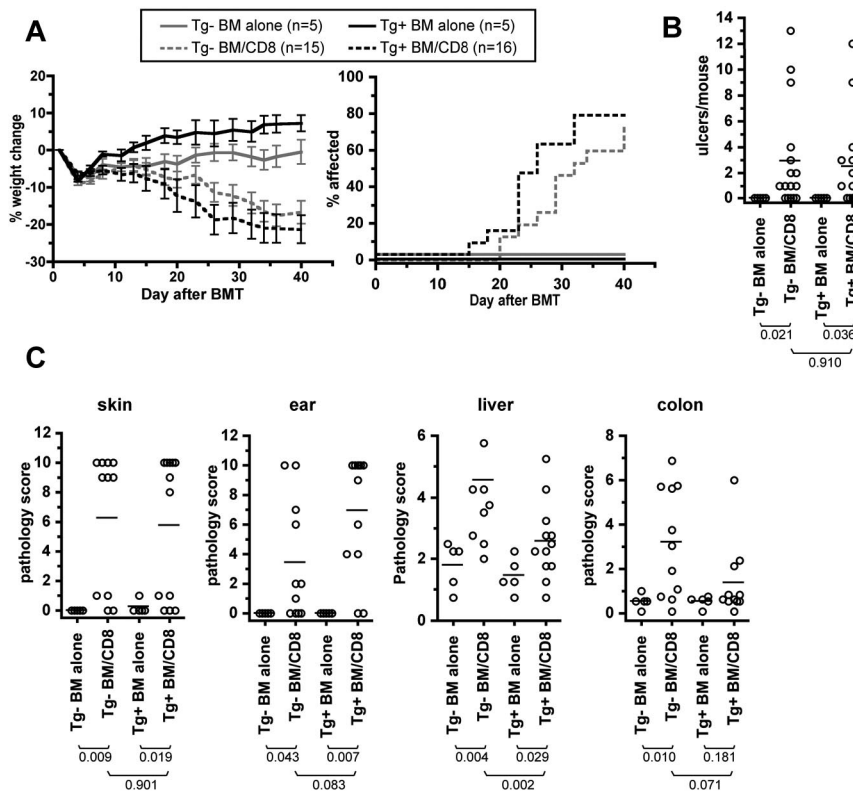 A
Tg- BM alone (n=5)
Tg+ BM alone (n=5)
Tg- BM/CD8 (n=15)
Tg+ BM/CD8 (n=16)
% weight change
20
10
0
-10
-20
-30
0
10
20
30
40
Day after BMT
% affected
100
80
60
40
20
0
0
10
20
30
40
Day after BMT
B
ulcers/mouse
14
12
10
8
6
4
2
0
Tg- BM alone
Tg- BM/CD8
Tg+ BM alone
Tg+ BM/CD8
0.021
0.036
0.910
C
skin
pathology score
12
10
8
6
4
2
0
Tg- BM alone
Tg- BM/CD8
Tg+ BM alone
Tg+ BM/CD8
0.009
0.019
0.901
ear
pathology score
12
10
8
6
4
2
0
Tg- BM alone
Tg- BM/CD8
Tg+ BM alone
Tg+ BM/CD8
0.043
0.007
0.083
liver
Pathology score
6
4
2
0
Tg- BM alone
Tg- BM/CD8
Tg+ BM alone
Tg+ BM/CD8
0.004
0.029
0.002
colon
pathology score
8
6
4
2
0
Tg- BM alone
Tg- BM/CD8
Tg+ BM alone
Tg+ BM/CD8
0.010
0.181
0.071